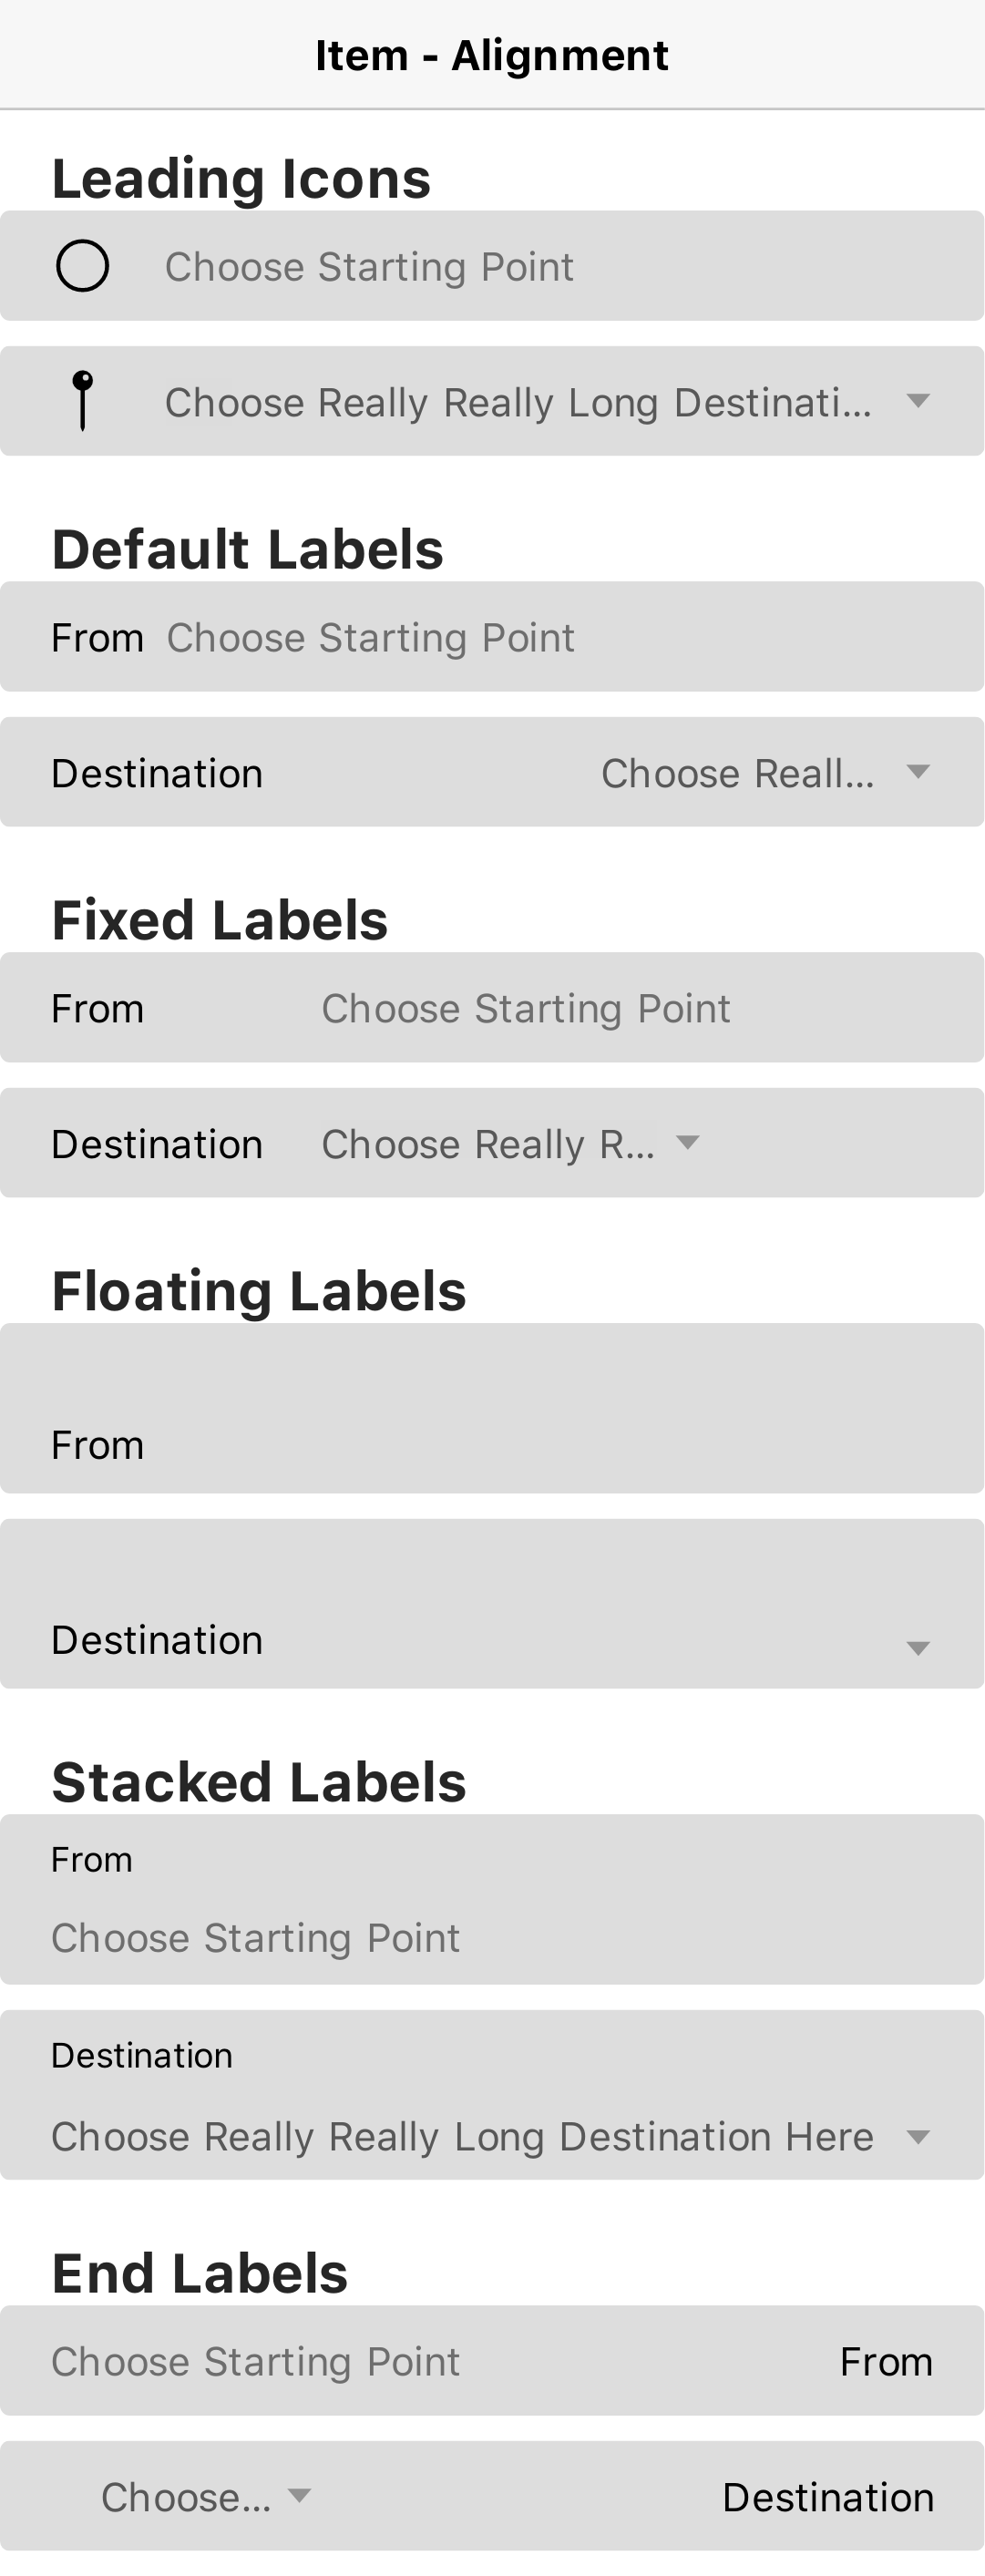 Item - Alignment
Leading Icons
Choose Starting Point
Choose Really Really Long Destinati...
Default Labels
From Choose Starting Point
Destination Choose Reall...
Fixed Labels
From Choose Starting Point
Destination Choose Really R...
Floating Labels
From
Destination
Stacked Labels
From
Choose Starting Point
Destination
Choose Really Really Long Destination Here
End Labels
Choose Starting Point From
Choose... Destination